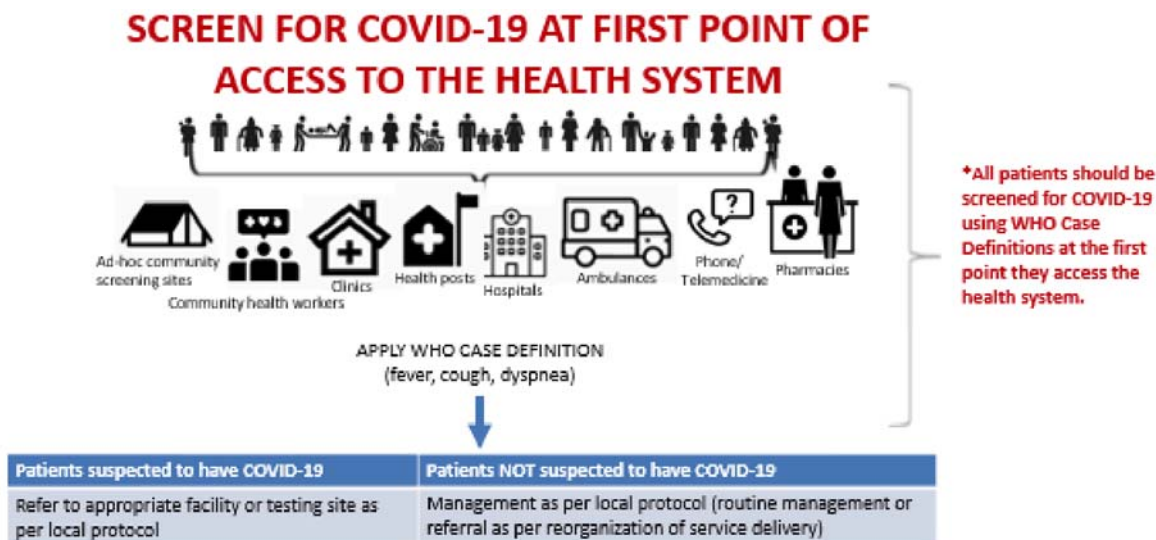 SCREEN FOR COVID-19 AT FIRST POINT OF
ACCESS TO THE HEALTH SYSTEM
Ad-hoc community
screening sites
Community health workers
Clinics
Health posts
Hospitals
Ambulances
Phone/
Telemedicine
Pharmacies
*All patients should be
screened for COVID-19
using WHO Case
Definitions at the first
point they access the
health system.
APPLY WHO CASE DEFINITION
(fever, cough, dyspnea)
Patients suspected to have COVID-19
Patients NOT suspected to have COVID-19
Refer to appropriate facility or testing site as
per local protocol
Management as per local protocol (routine management or
referral as per reorganization of service delivery)